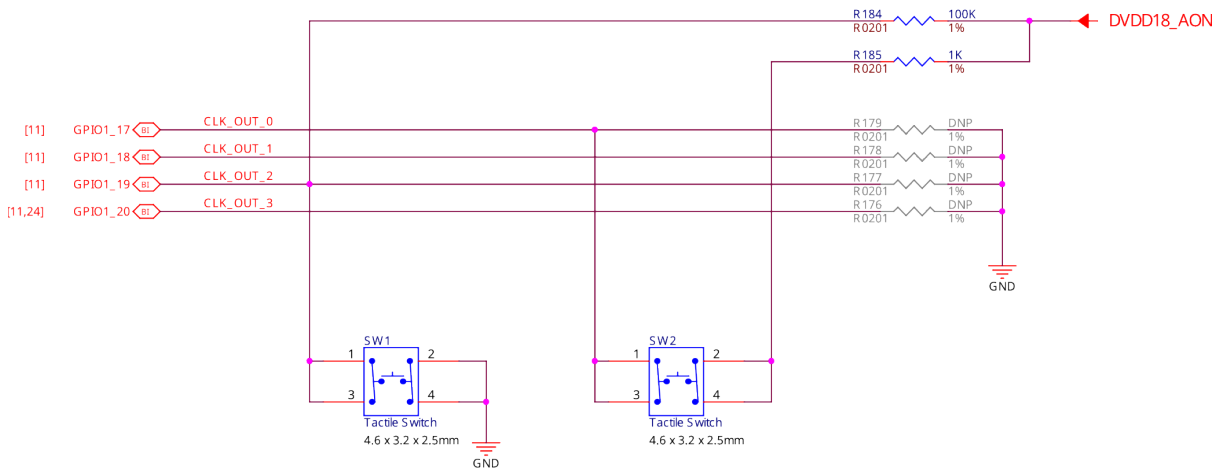 R184 100K
R0201 1%
DVDD18_AON
R185 1K
R0201 1%
[11] GPIO1_17 BI CLK_OUT_0
R179 DNP
R0201 1%
[11] GPIO1_18 BI CLK_OUT_1
R178 DNP
R0201 1%
[11] GPIO1_19 BI CLK_OUT_2
R177 DNP
R0201 1%
[11,24] GPIO1_20 BI CLK_OUT_3
R176 DNP
R0201 1%
GND
SW1
1 2
3 4
Tactile Switch
4.6 x 3.2 x 2.5mm
GND
SW2
1 2
3 4
Tactile Switch
4.6 x 3.2 x 2.5mm